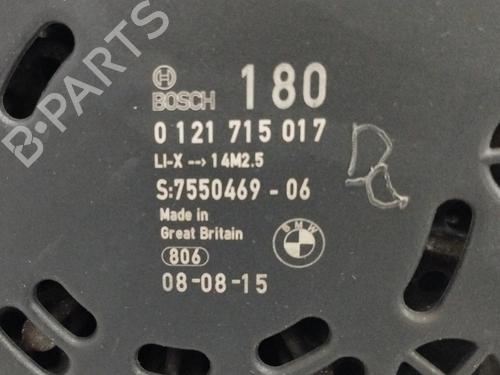 B-PARTS
BOSCH 180
0 121 715 017
LI-X --> 14M2.5
S:7550469 - 06
Made in
Great Britain
BMW
806
08-08-15